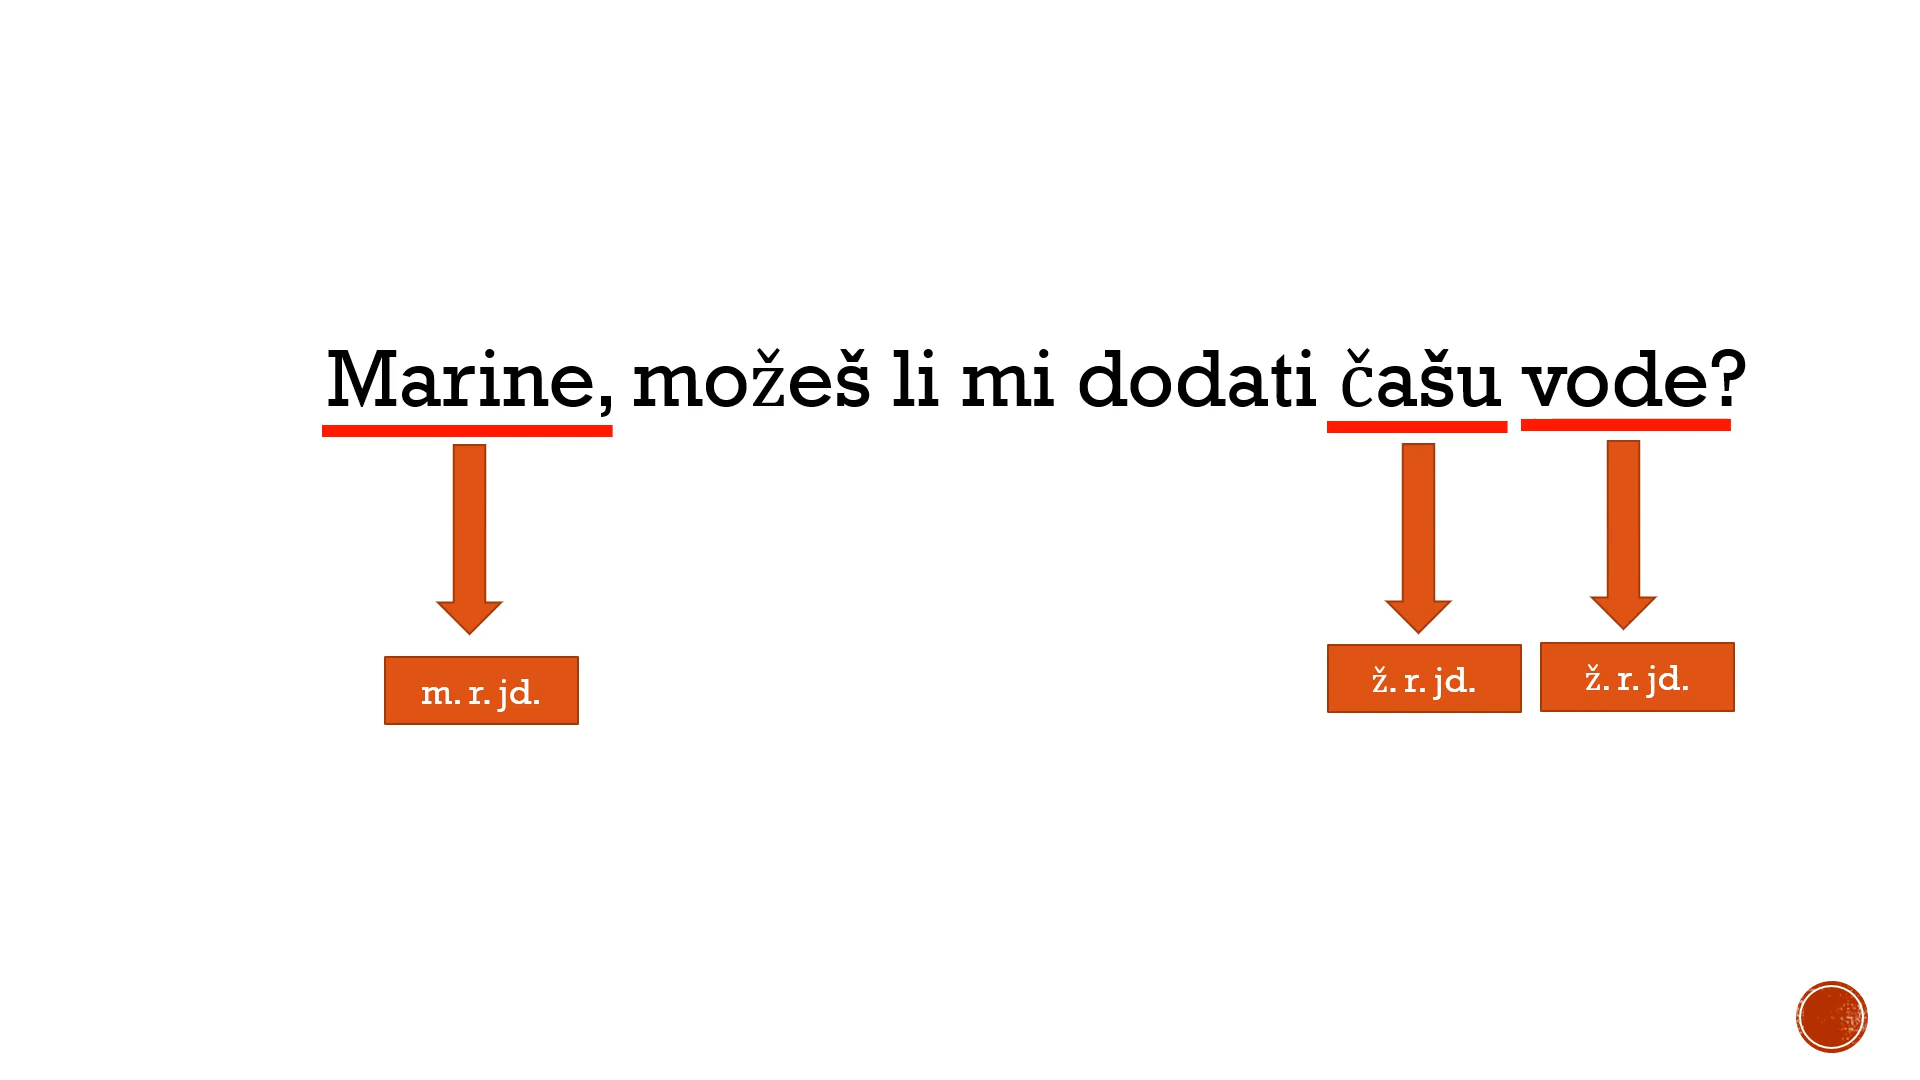 Marine, možeš li mi dodati čašu vode?
m. r. jd.
ž. r. jd.
ž. r. jd.